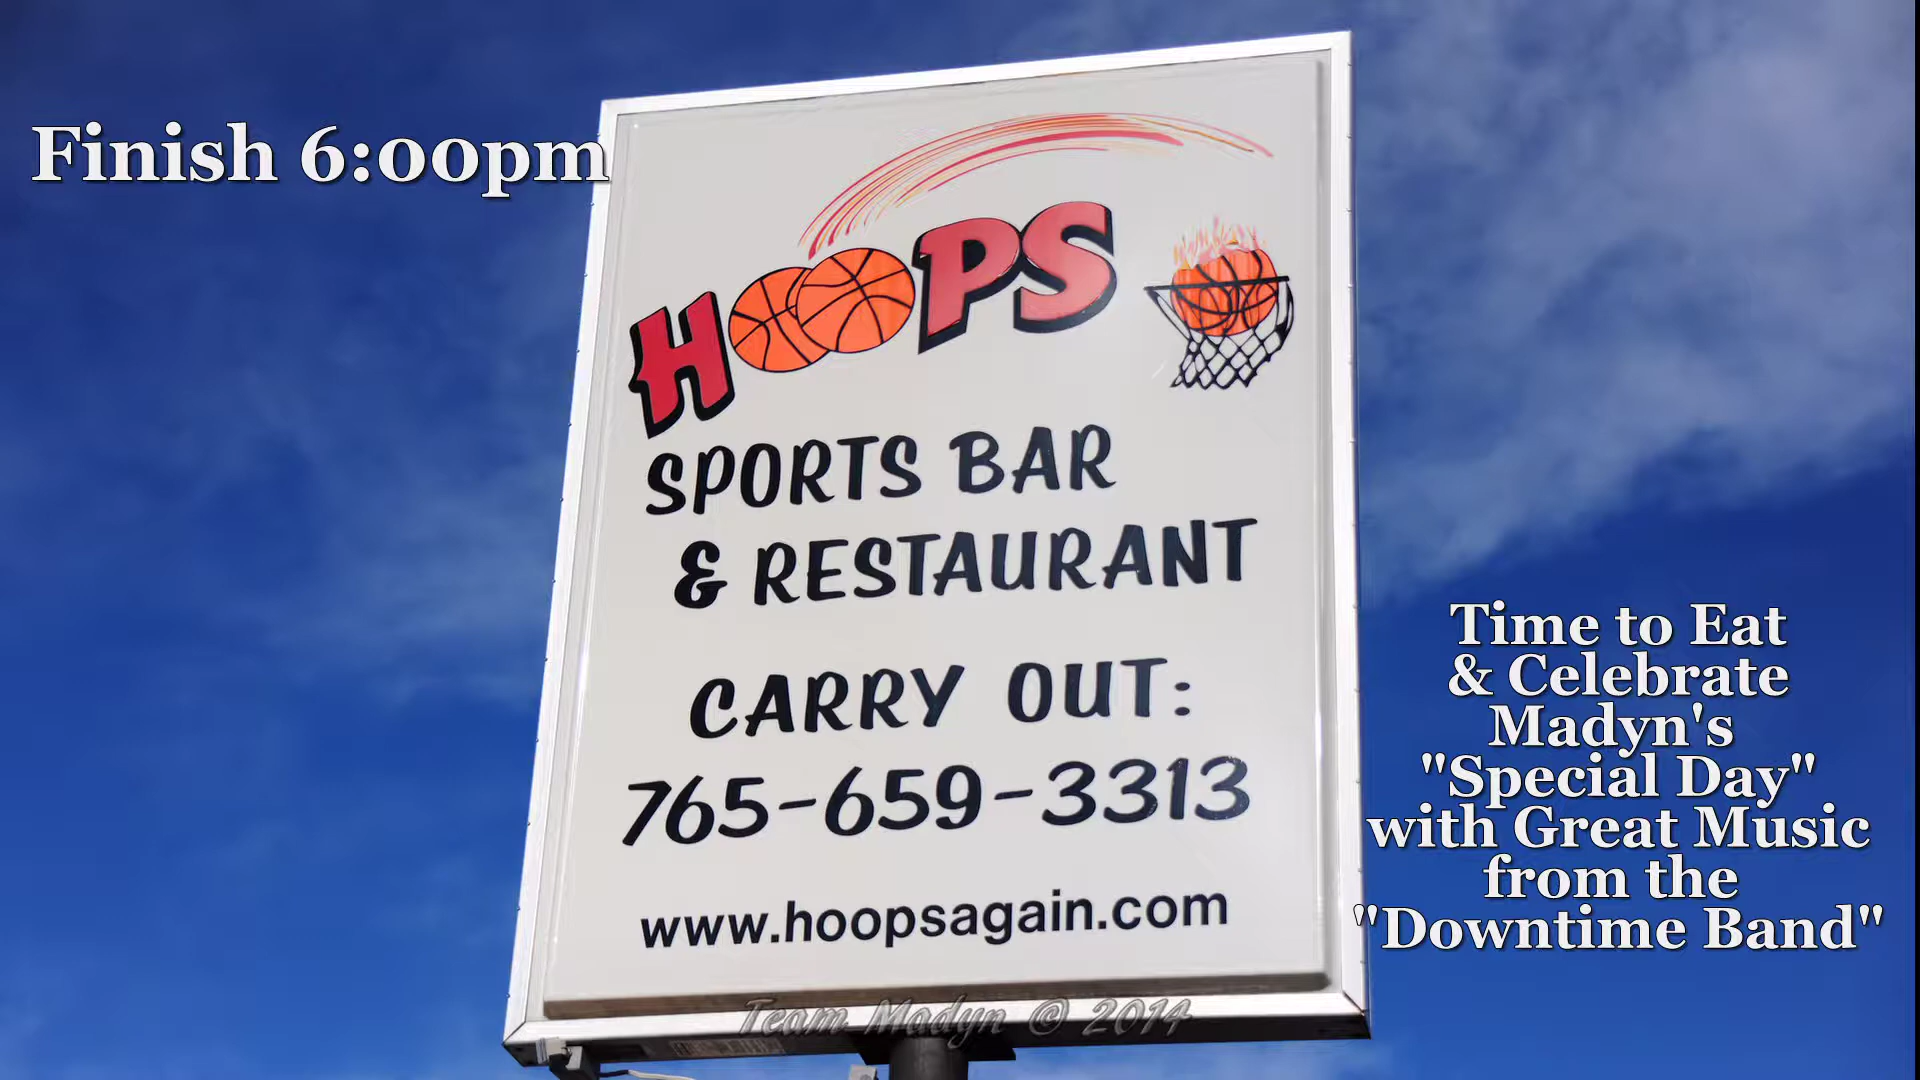 Finish 6:00pm
HOOPS
SPORTS BAR
& RESTAURANT
CARRY OUT:
765-659-3313
www.hoopsagain.com
Time to Eat
& Celebrate
Madyn's
"Special Day"
with Great Music
from the
"Downtime Band"
Team Madyn © 2014